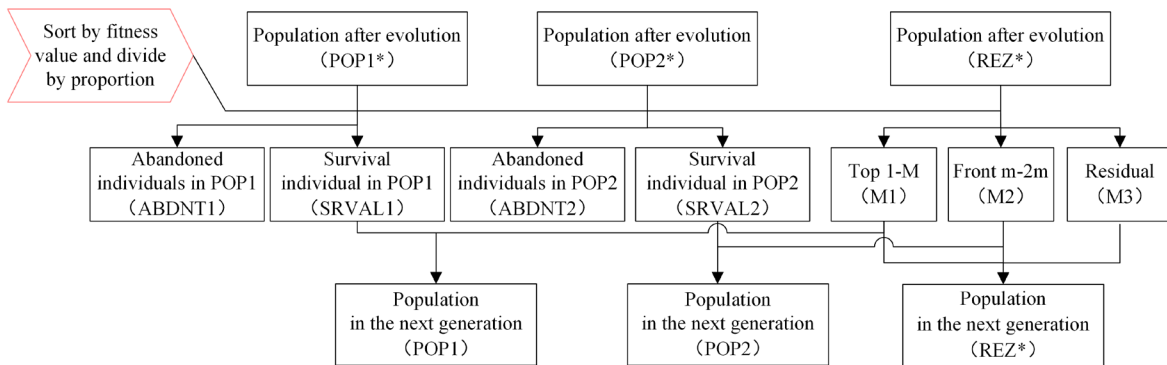 Sort by fitness
value and divide
by proportion
Population after evolution
（POP1*）
Population after evolution
（POP2*）
Population after evolution
（REZ*）
Abandoned
individuals in POP1
（ABDNT1）
Survival
individual in POP1
（SRVAL1）
Abandoned
individuals in POP2
（ABDNT2）
Survival
individual in POP2
（SRVAL2）
Top 1-M
（M1）
Front m-2m
（M2）
Residual
（M3）
Population
in the next generation
（POP1）
Population
in the next generation
（POP2）
Population
in the next generation
（REZ*）